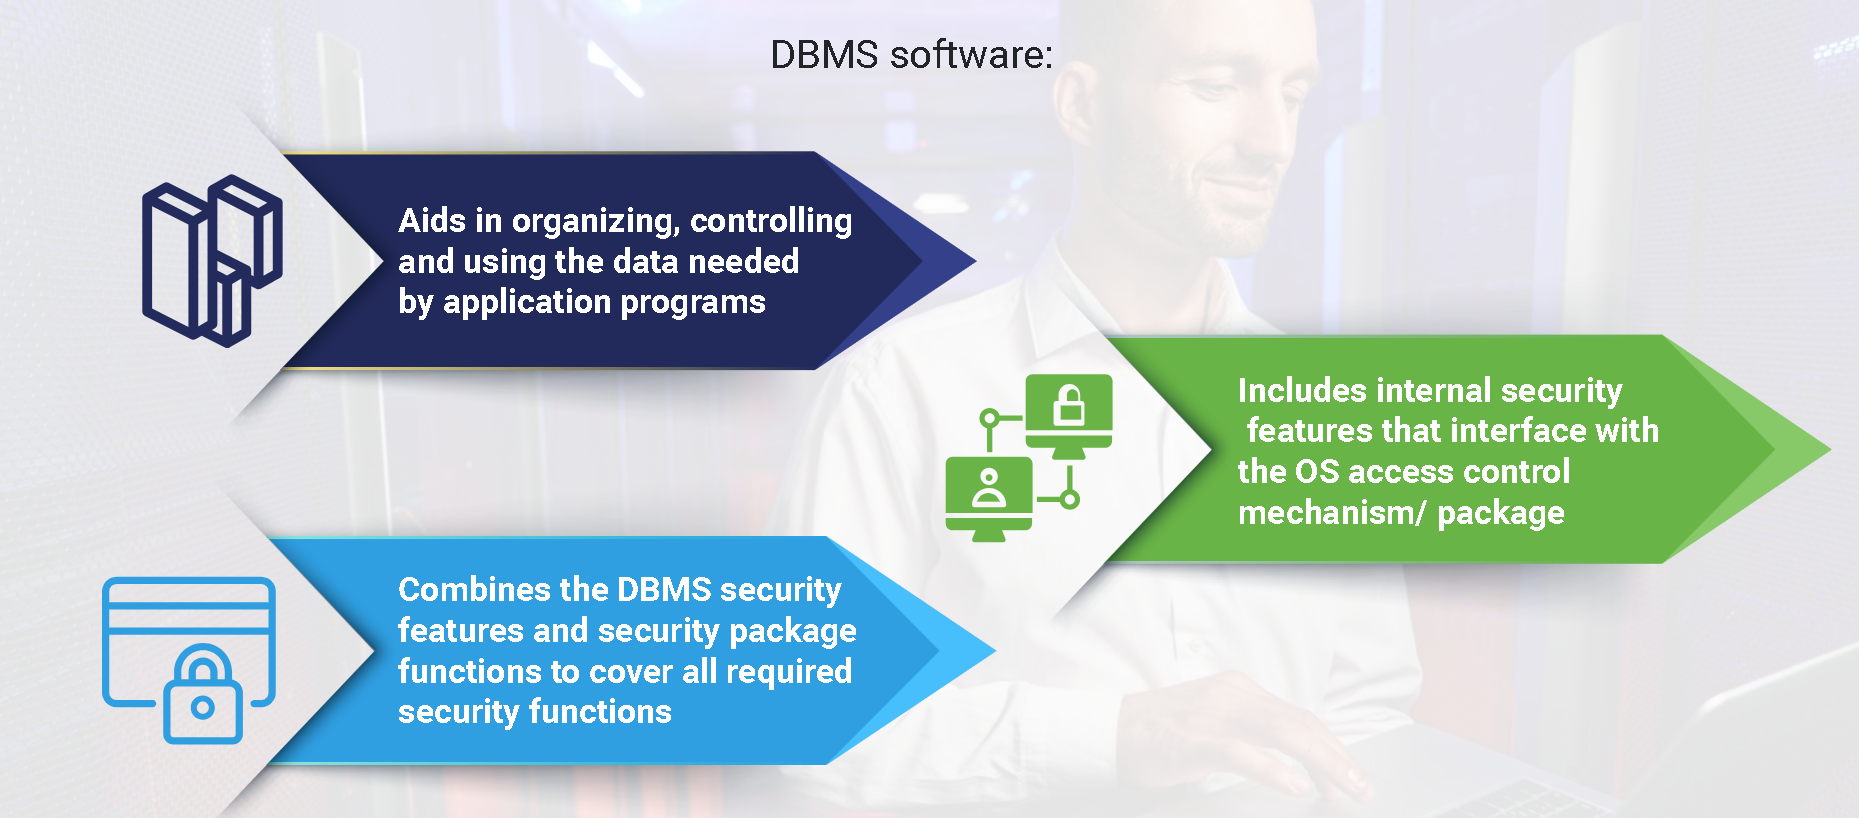 DBMS software:
Aids in organizing, controlling
and using the data needed
by application programs
Includes internal security
features that interface with
the OS access control
mechanism/ package
Combines the DBMS security
features and security package
functions to cover all required
security functions